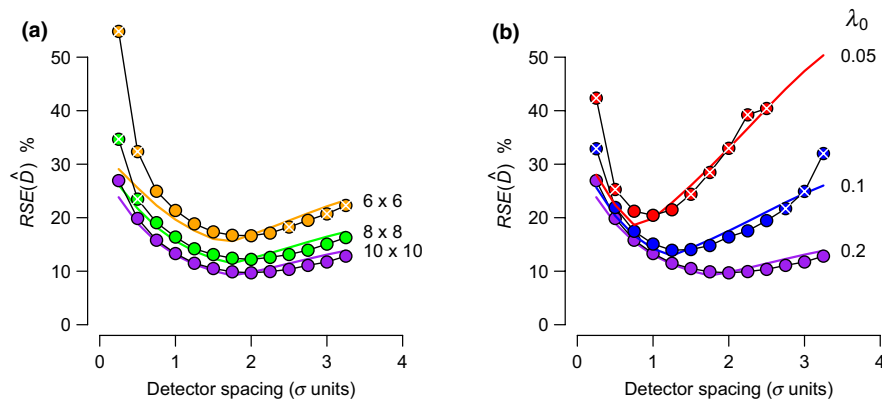 (a)
RSE(D̂) %
50
40
30
20
10
0
6 x 6
8 x 8
10 x 10
0 1 2 3 4
Detector spacing (σ units)
(b)
λ0
RSE(D̂) %
50
40
30
20
10
0
0.05
0.1
0.2
0 1 2 3 4
Detector spacing (σ units)